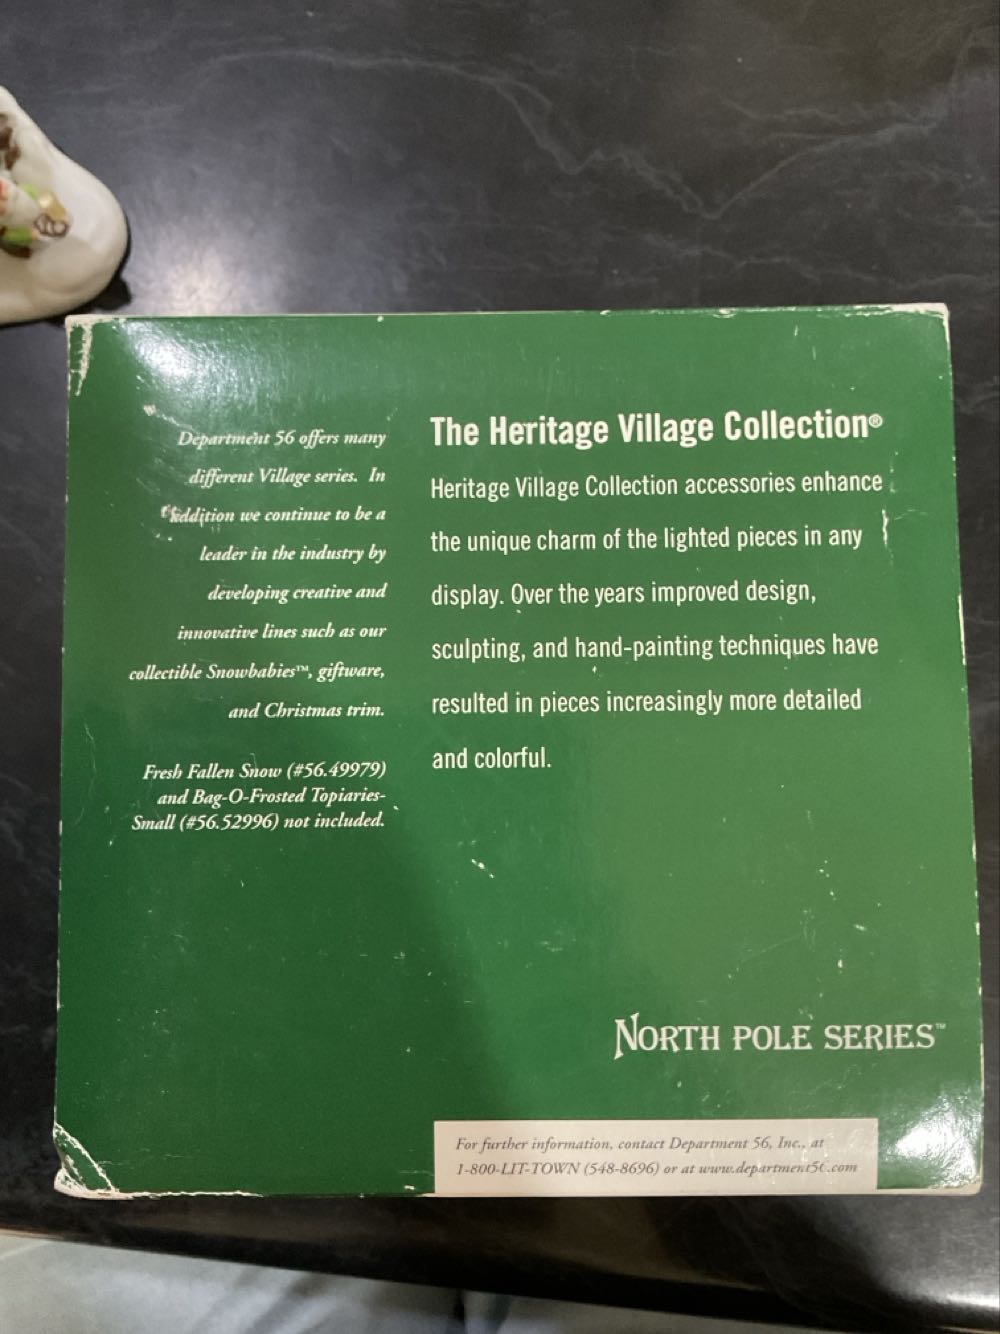 Department 56 offers many
different Village series. In
addition we continue to be a
leader in the industry by
developing creative and
innovative lines such as our
collectible Snowbabies™, giftware,
and Christmas trim.
Fresh Fallen Snow (#56.49979)
and Bag-O-Frosted Topiaries-
Small (#56.52996) not included.
The Heritage Village Collection®
Heritage Village Collection accessories enhance
the unique charm of the lighted pieces in any
display. Over the years improved design,
sculpting, and hand-painting techniques have
resulted in pieces increasingly more detailed
and colorful.
NORTH POLE SERIES™
For further information, contact Department 56, Inc., at
1-800-LIT-TOWN (548-8696) or at www.department56.com